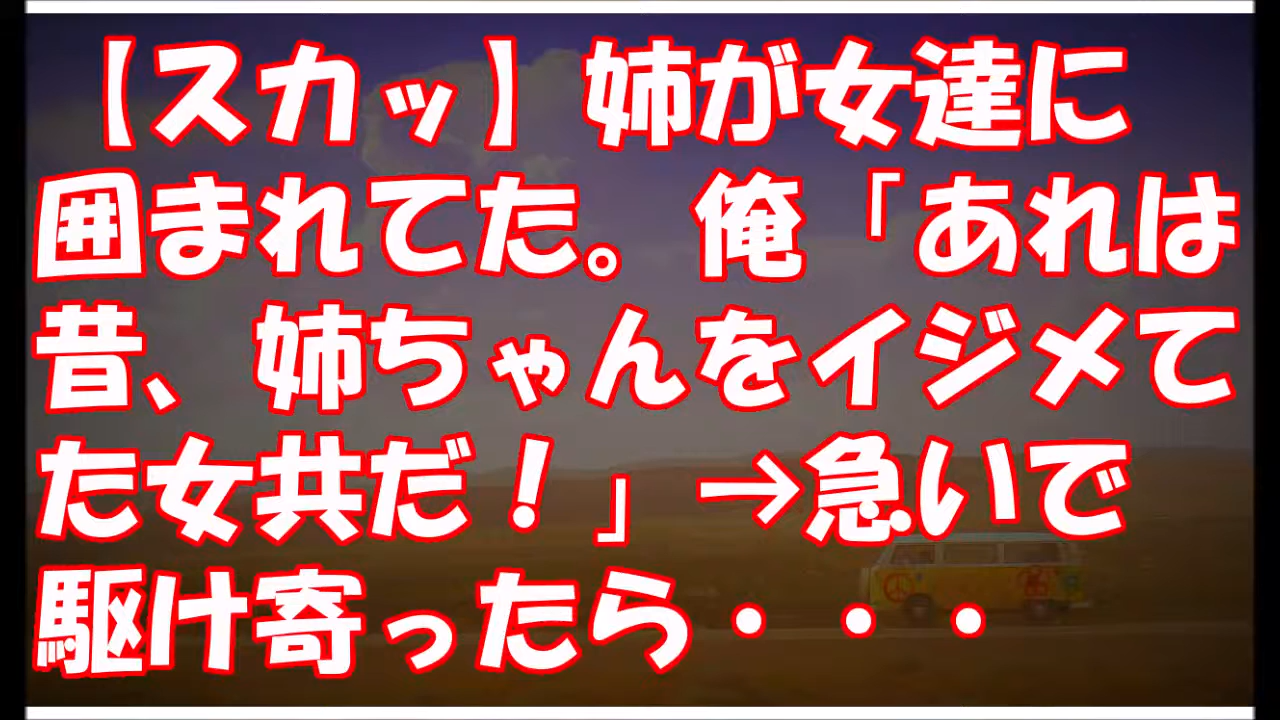 【スカッ】姉が女達に
囲まれてた。俺「あれは
昔、姉ちゃんをイジメて
た女共だ！」→急いで
駆け寄ったら・・・